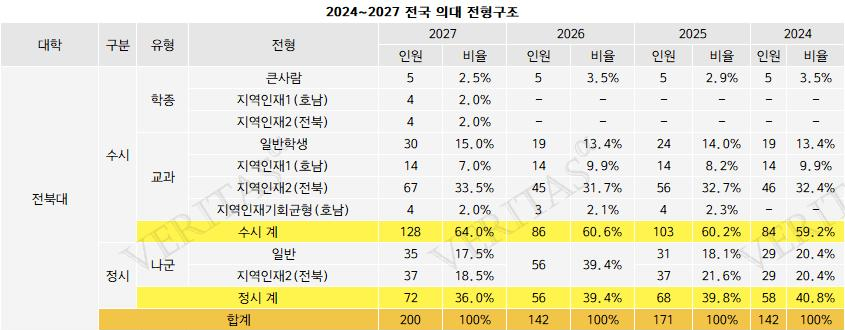 2024~2027 전국 의대 전형구조
대학 구분 유형 전형 2027 2026 2025 2024
인원 비율 인원 비율 인원 비율 인원 비율
전북대 수시 학종 큰사람 5 2.5% 5 3.5% 5 2.9% 5 3.5%
지역인재1(호남) 4 2.0% – – – – – –
지역인재2(전북) 4 2.0% – – – – – –
교과 일반학생 30 15.0% 19 13.4% 24 14.0% 19 13.4%
지역인재1(호남) 14 7.0% 14 9.9% 14 8.2% 14 9.9%
지역인재2(전북) 67 33.5% 45 31.7% 56 32.7% 46 32.4%
지역인재기회균형(호남) 4 2.0% 3 2.1% 4 2.3% – –
수시 계 128 64.0% 86 60.6% 103 60.2% 84 59.2%
정시 나군 일반 35 17.5% 56 39.4% 31 18.1% 29 20.4%
지역인재2(전북) 37 18.5% 37 21.6% 29 20.4%
정시 계 72 36.0% 56 39.4% 68 39.8% 58 40.8%
합계 200 100% 142 100% 171 100% 142 100%
VERITAS
VERITAS
VERITAS